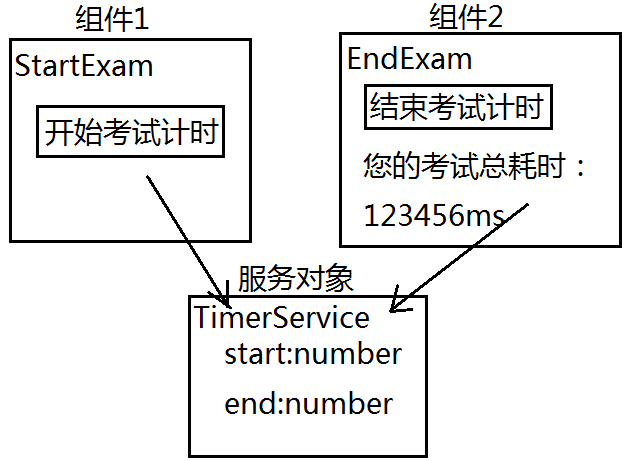 组件1
StartExam
开始考试计时
组件2
EndExam
结束考试计时
您的考试总耗时：
123456ms
服务对象
TimerService
start:number
end:number